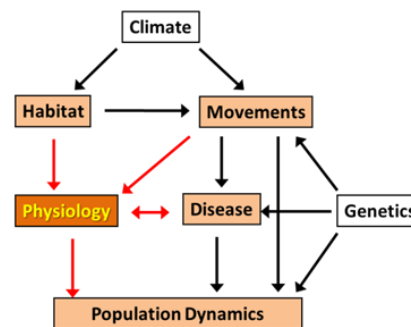 Climate
Habitat
Movements
Physiology
Disease
Genetics
Population Dynamics